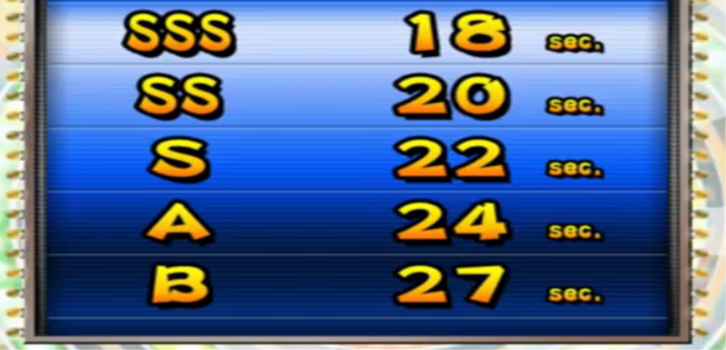 SSS 18 sec.
SS 20 sec.
S 22 sec.
A 24 sec.
B 27 sec.